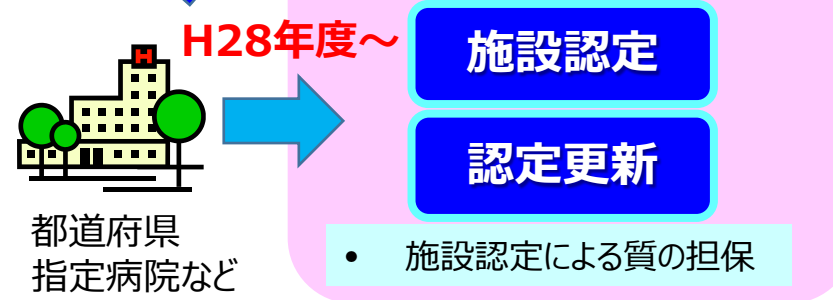 H
H28年度～
施設認定
認定更新
都道府県
指定病院など
• 施設認定による質の担保